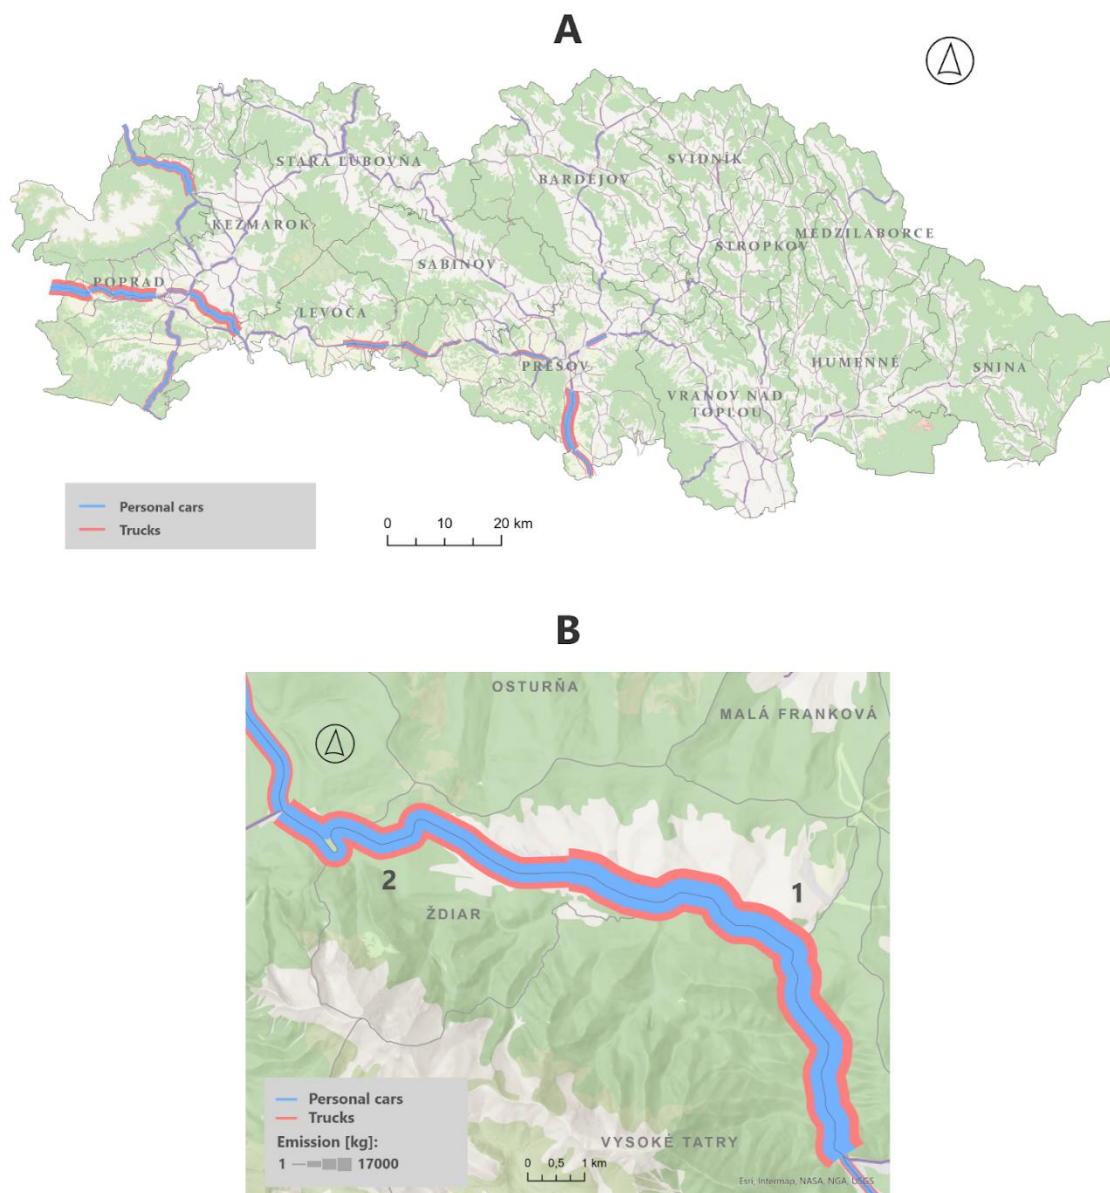 A
STARÁ ĽUBOVŇA
SVIDNÍK
BARDEJOV
KEŽMAROK
MEDZILABORCE
STROPKOV
SABINOV
POPRAD
LEVOČA
PREŠOV
HUMENNÉ
SNINA
VRANOV NAD
TOPĽOU
Personal cars
Trucks
0 10 20 km
B
OSTURŇA
MALÁ FRANKOVÁ
2
1
ŽDIAR
Personal cars
Trucks
Emission [kg]:
1 17000
VYSOKÉ TATRY
0 0,5 1 km
Esri, Intermap, NASA, NGA, USGS